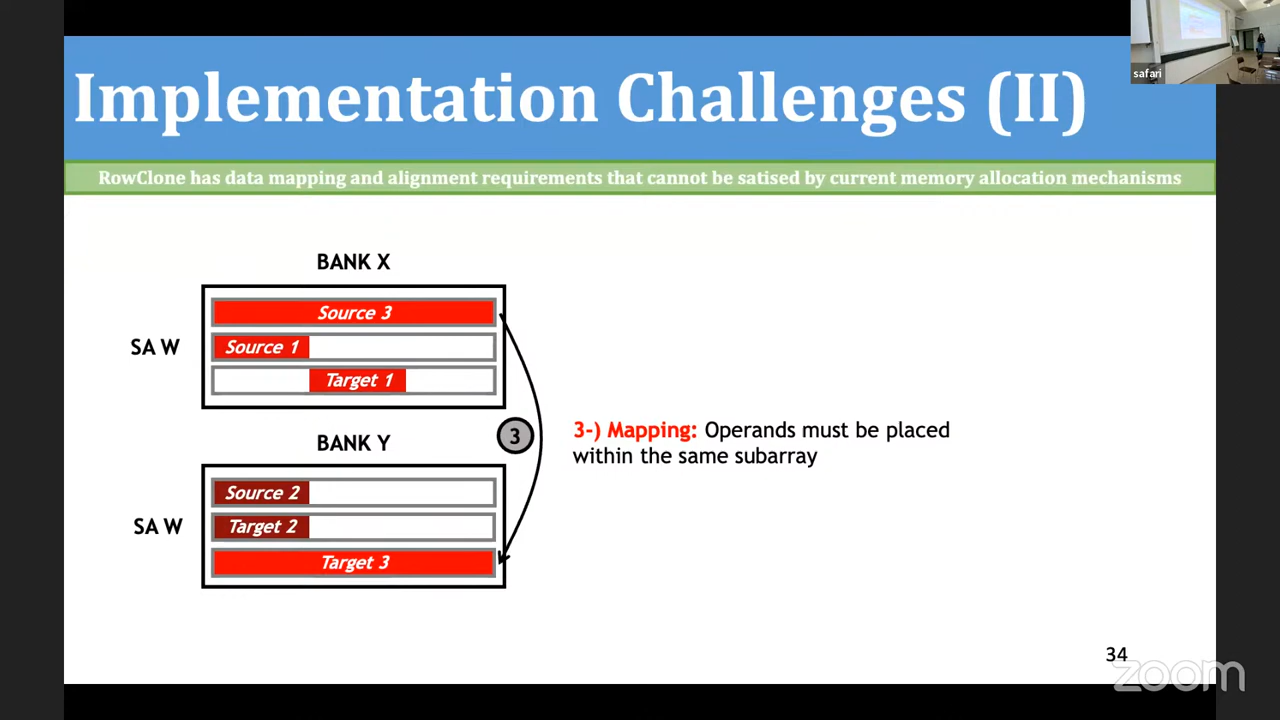 safari
Implementation Challenges (II)
RowClone has data mapping and alignment requirements that cannot be satised by current memory allocation mechanisms
BANK X
SA W
Source 3
Source 1
Target 1
BANK Y
SA W
Source 2
Target 2
Target 3
3
3-) Mapping: Operands must be placed
within the same subarray
34
zoom